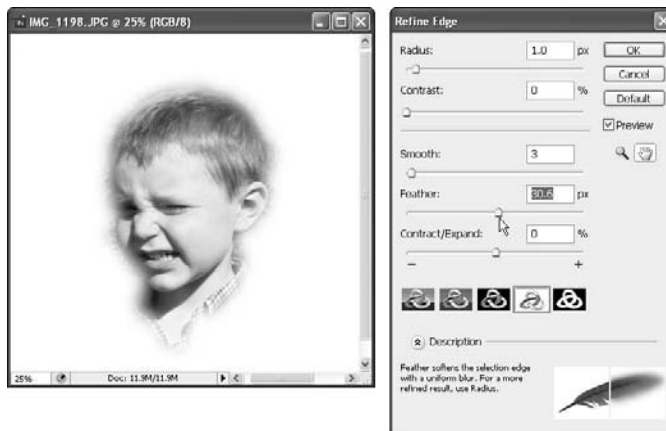 IMG_1198.JPG @ 25% (RGB/8)
25%
Doc: 11.9M/11.9M
Refine Edge
Radius: 1.0 px
OK
Cancel
Contrast: 0 %
Default
Preview
Smooth: 3
Feather: 30.6 px
Contract/Expand: 0 %
− +
Description
Feather softens the selection edge
with a uniform blur. For a more
refined result, use Radius.